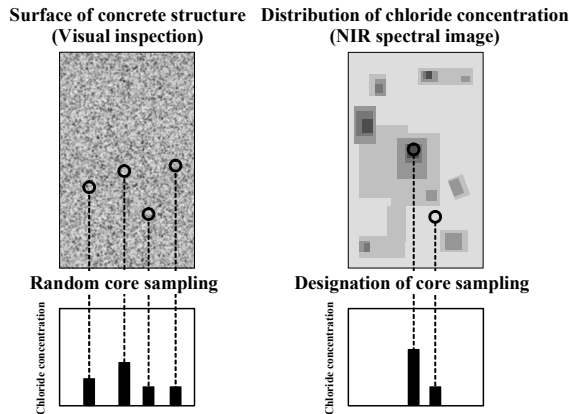 Surface of concrete structure
(Visual inspection)
Distribution of chloride concentration
(NIR spectral image)
Random core sampling
Designation of core sampling
Chloride concentration
Chloride concentration